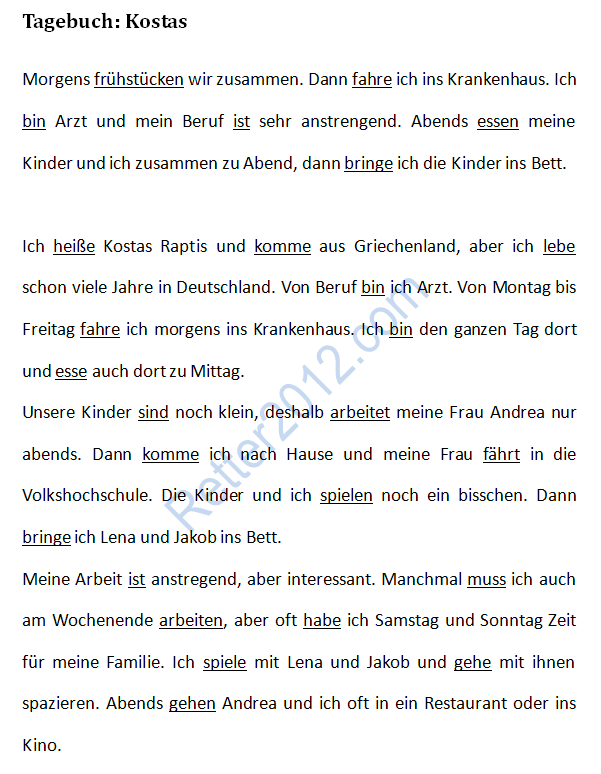 Tagebuch: Kostas
Morgens frühstücken wir zusammen. Dann fahre ich ins Krankenhaus. Ich
bin Arzt und mein Beruf ist sehr anstrengend. Abends essen meine
Kinder und ich zusammen zu Abend, dann bringe ich die Kinder ins Bett.
Ich heiße Kostas Raptis und komme aus Griechenland, aber ich lebe
schon viele Jahre in Deutschland. Von Beruf bin ich Arzt. Von Montag bis
Freitag fahre ich morgens ins Krankenhaus. Ich bin den ganzen Tag dort
und esse auch dort zu Mittag.
Unsere Kinder sind noch klein, deshalb arbeitet meine Frau Andrea nur
abends. Dann komme ich nach Hause und meine Frau fährt in die
Volkshochschule. Die Kinder und ich spielen noch ein bisschen. Dann
bringe ich Lena und Jakob ins Bett.
Meine Arbeit ist anstregend, aber interessant. Manchmal muss ich auch
am Wochenende arbeiten, aber oft habe ich Samstag und Sonntag Zeit
für meine Familie. Ich spiele mit Lena und Jakob und gehe mit ihnen
spazieren. Abends gehen Andrea und ich oft in ein Restaurant oder ins
Kino.
Retter2012.com